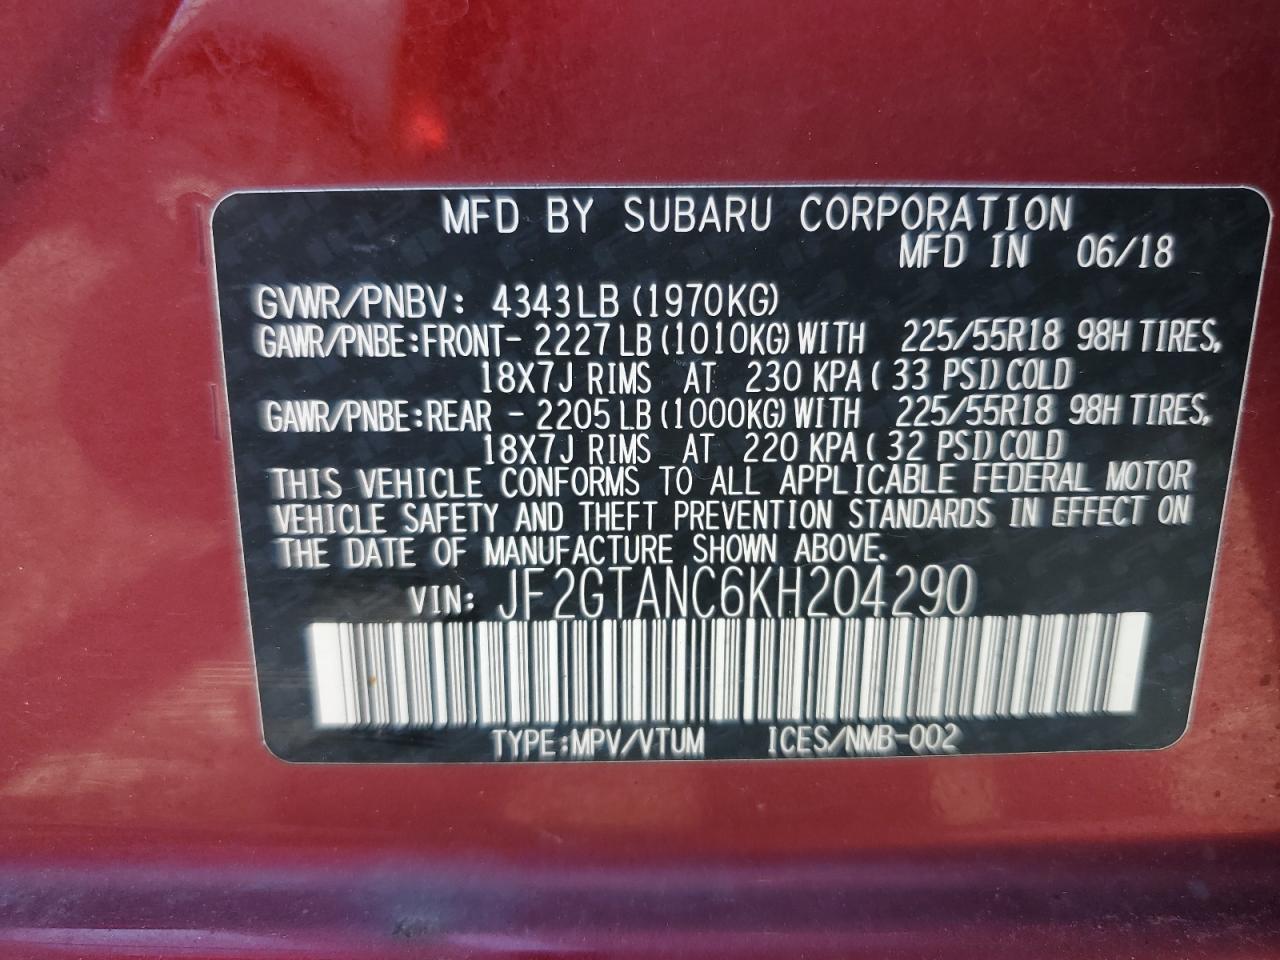 MFD BY SUBARU CORPORATION
MFD IN 06/18
GVWR/PNBV: 4343LB (1970KG)
GAWR/PNBE:FRONT- 2227LB (1010KG) WITH 225/55R18 98H TIRES,
18X7J RIMS AT 230 KPA ( 33 PSI) COLD
GAWR/PNBE:REAR - 2205LB (1000KG) WITH 225/55R18 98H TIRES,
18X7J RIMS AT 220 KPA ( 32 PSI) COLD
THIS VEHICLE CONFORMS TO ALL APPLICABLE FEDERAL MOTOR
VEHICLE SAFETY AND THEFT PREVENTION STANDARDS IN EFFECT ON
THE DATE OF MANUFACTURE SHOWN ABOVE.
VIN: JF2GTANC6KH204290
TYPE:MPV/VTUM ICES/NMB-002